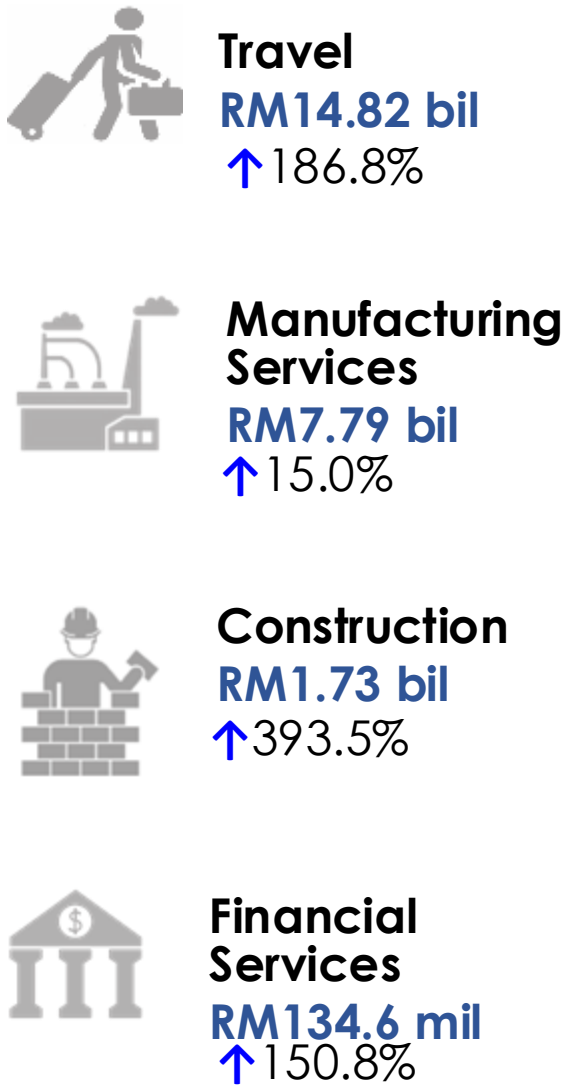 Travel
RM14.82 bil
↑186.8%
Manufacturing
Services
RM7.79 bil
↑15.0%
Construction
RM1.73 bil
↑393.5%
$
Financial
Services
RM134.6 mil
↑150.8%